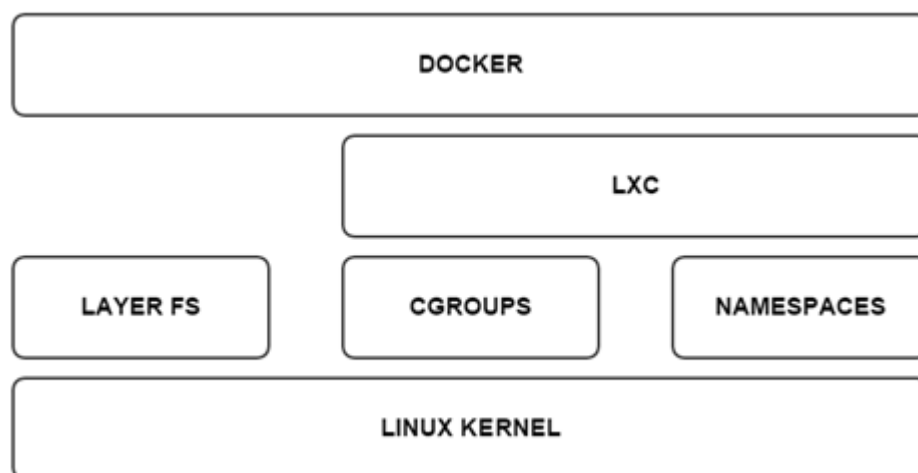 DOCKER
LXC
LAYER FS
CGROUPS
NAMESPACES
LINUX KERNEL